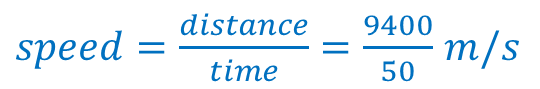 speed = distance/time = 9400/50 m/s